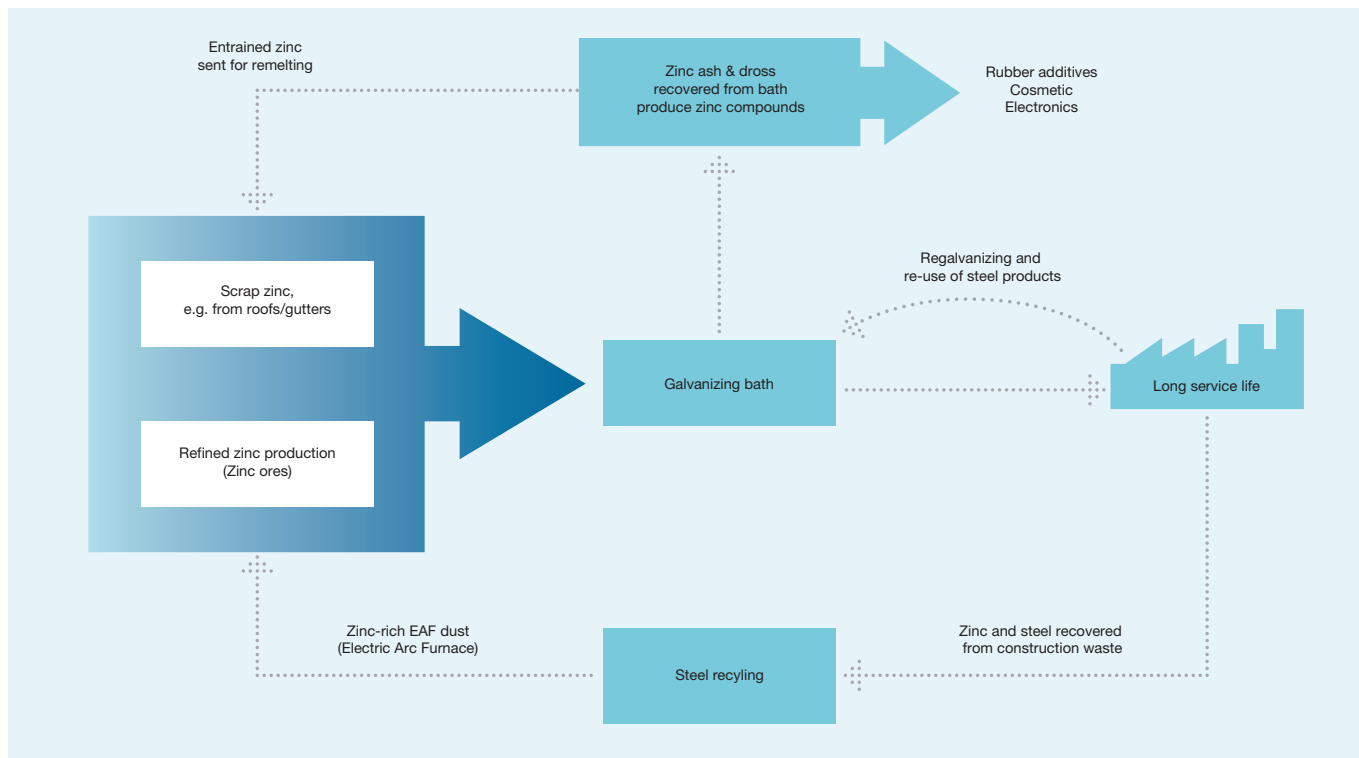 Entrained zinc
sent for remelting
Zinc ash & dross
recovered from bath
produce zinc compounds
Rubber additives
Cosmetic
Electronics
Scrap zinc,
e.g. from roofs/gutters
Regalvanizing and
re-use of steel products
Galvanizing bath
Long service life
Refined zinc production
(Zinc ores)
Zinc-rich EAF dust
(Electric Arc Furnace)
Steel recyling
Zinc and steel recovered
from construction waste